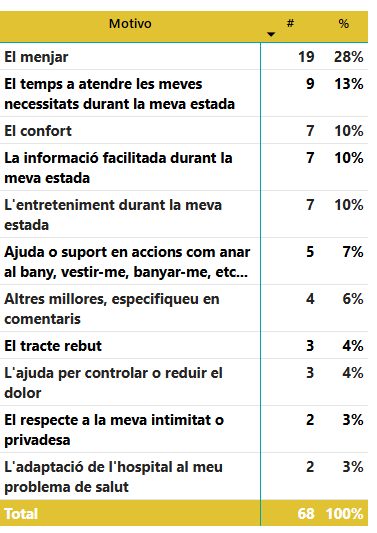 Motivo # %
El menjar 19 28%
El temps a atendre les meves
necessitats durant la meva estada 9 13%
El confort 7 10%
La informació facilitada durant la
meva estada 7 10%
L'entreteniment durant la meva
estada 7 10%
Ajuda o suport en accions com anar
al bany, vestir-me, banyar-me, etc... 5 7%
Altres millores, especifiqueu en
comentaris 4 6%
El tracte rebut 3 4%
L'ajuda per controlar o reduir el
dolor 3 4%
El respecte a la meva intimitat o
privadesa 2 3%
L'adaptació de l'hospital al meu
problema de salut 2 3%
Total 68 100%